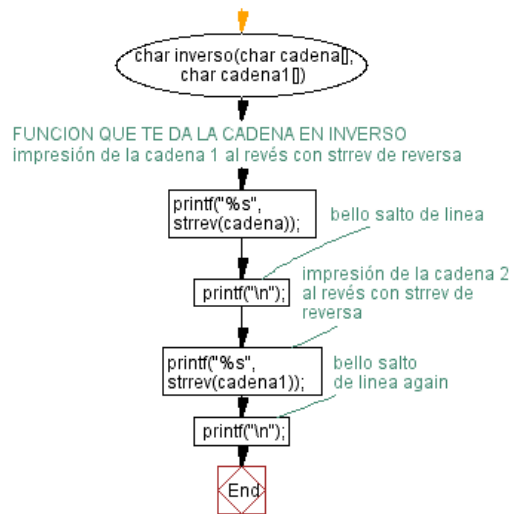 char inverso(char cadena[],
char cadena1[])
FUNCION QUE TE DA LA CADENA EN INVERSO
impresión de la cadena 1 al revés con strrev de reversa
printf("%s",
strrev(cadena));
bello salto de linea
printf("\n");
impresión de la cadena 2
al revés con strrev de
reversa
printf("%s",
strrev(cadena1));
bello salto
de linea again
printf("\n");
End